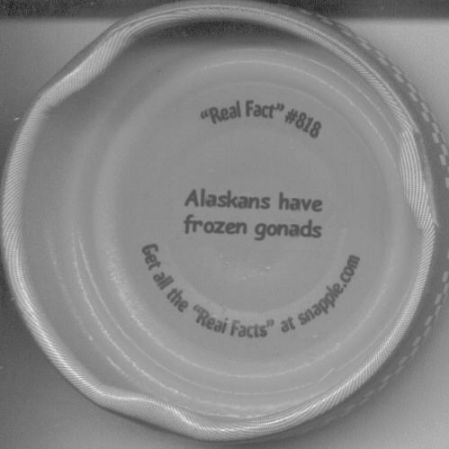 "Real Fact" #818
Alaskans have
frozen gonads
Get all the "Real Facts" at snapple.com